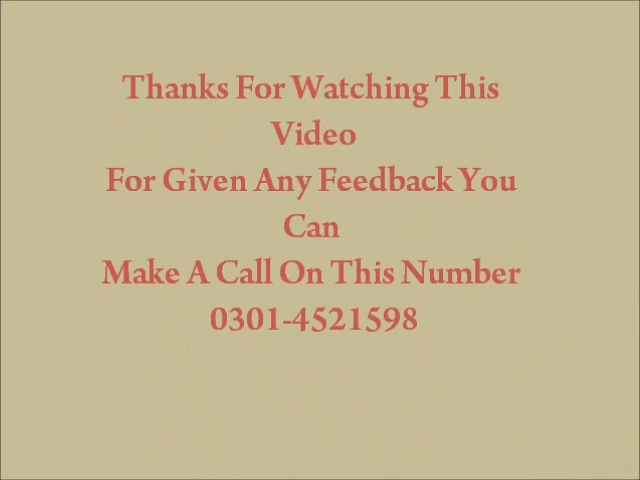 Thanks For Watching This
Video
For Given Any Feedback You
Can
Make A Call On This Number
0301-4521598